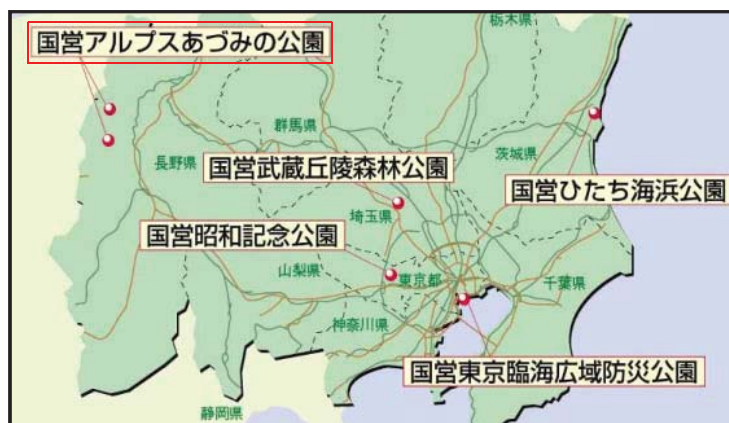 国営アルプスあづみの公園
栃木県
群馬県
茨城県
長野県
国営武蔵丘陵森林公園
国営ひたち海浜公園
埼玉県
国営昭和記念公園
山梨県
東京都
千葉県
神奈川県
国営東京臨海広域防災公園
静岡県